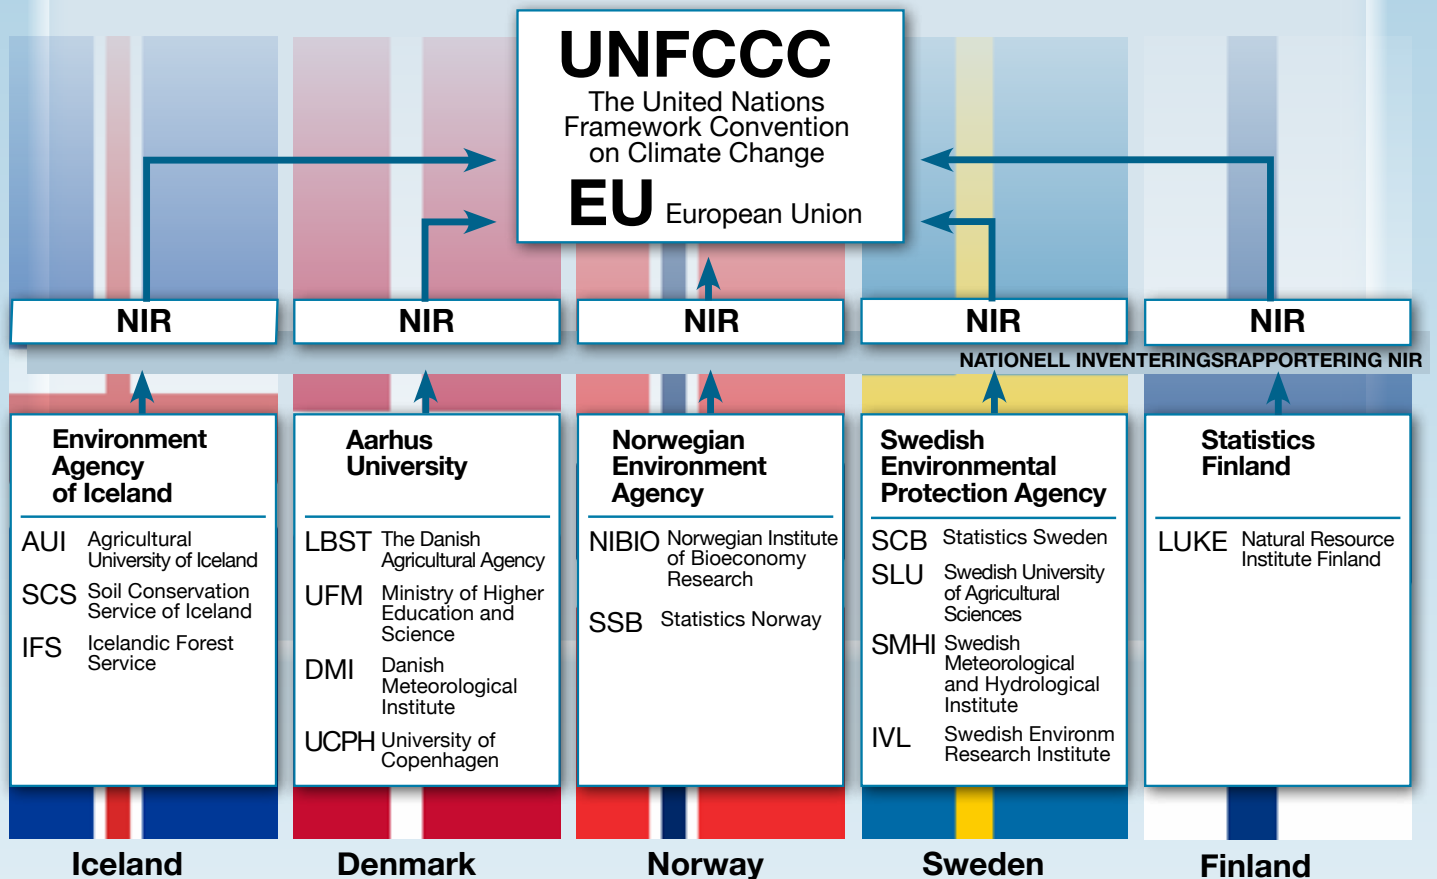 UNFCCC
The United Nations
Framework Convention
on Climate Change
EU European Union
NIR
NIR
NIR
NIR
NIR
NATIONELL INVENTERINGSRAPPORTERING NIR
Environment
Agency
of Iceland
AUI Agricultural
University of Iceland
SCS Soil Conservation
Service of Iceland
IFS Icelandic Forest
Service
Aarhus
University
LBST The Danish
Agricultural Agency
UFM Ministry of Higher
Education and
Science
DMI Danish
Meteorological
Institute
UCPH University of
Copenhagen
Norwegian
Environment
Agency
NIBIO Norwegian Institute
of Bioeconomy
Research
SSB Statistics Norway
Swedish
Environmental
Protection Agency
SCB Statistics Sweden
SLU Swedish University
of Agricultural
Sciences
SMHI Swedish
Meteorological
and Hydrological
Institute
IVL Swedish Environm
Research Institute
Statistics
Finland
LUKE Natural Resource
Institute Finland
Iceland
Denmark
Norway
Sweden
Finland